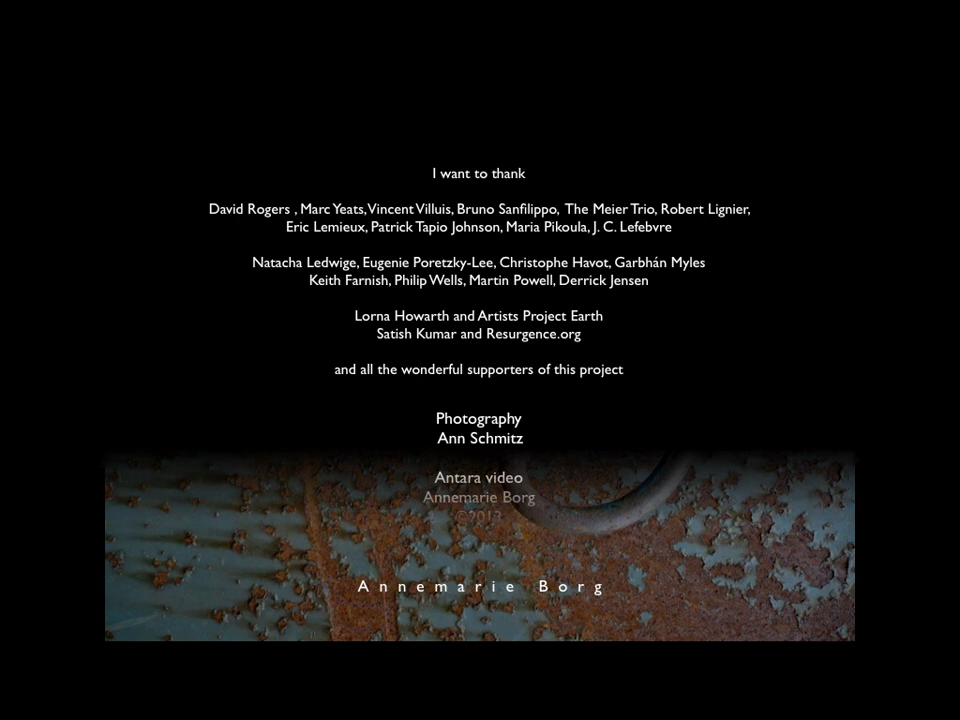 I want to thank
David Rogers , Marc Yeats, Vincent Villuis, Bruno Sanfilippo, The Meier Trio, Robert Lignier,
Eric Lemieux, Patrick Tapio Johnson, Maria Pikoula, J. C. Lefebvre
Natacha Ledwige, Eugenie Poretzky-Lee, Christophe Havot, Garbhán Myles
Keith Farnish, Philip Wells, Martin Powell, Derrick Jensen
Lorna Howarth and Artists Project Earth
Satish Kumar and Resurgence.org
and all the wonderful supporters of this project
Photography
Ann Schmitz
Antara video
Annemarie Borg
©2013
Annemarie Borg